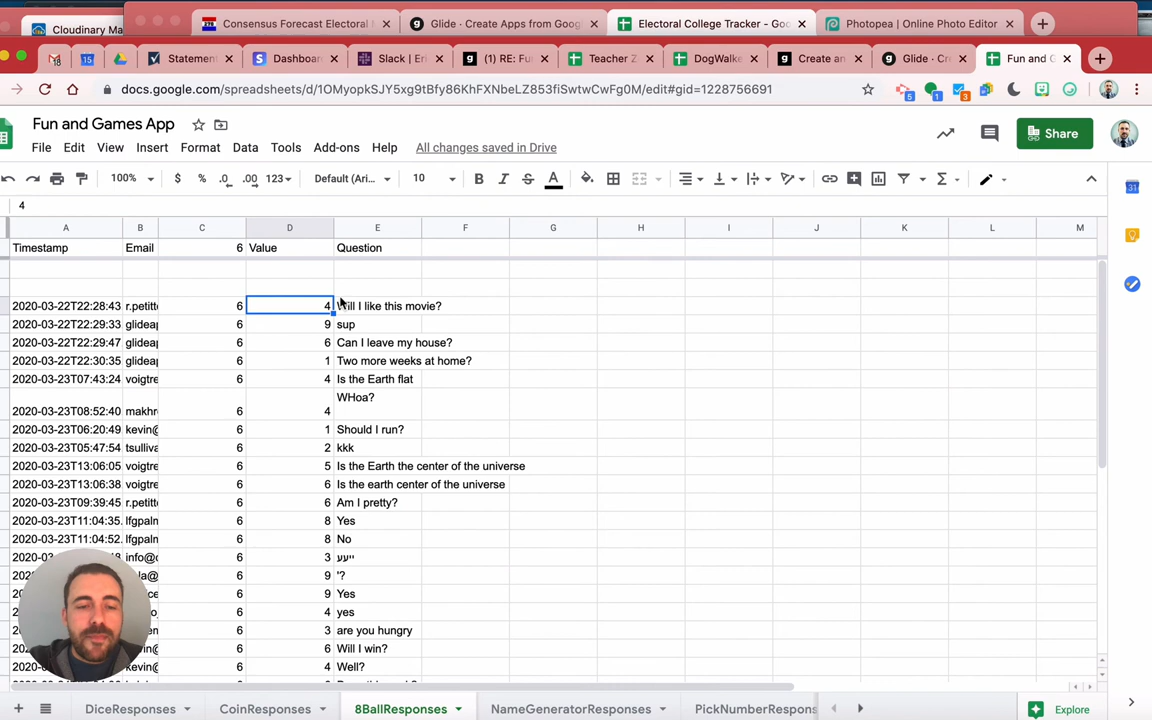 Cloudinary Ma
Consensus Forecast Electoral M
Glide · Create Apps from Goog
Electoral College Tracker - Goo
Photopea | Online Photo Editor
Statement
Dashboar
Slack | Eri
(1) RE: Fu
Teacher Z
DogWalke
Create an
Glide · Cre
Fun and G
docs.google.com/spreadsheets/d/1OMyopkSJY5xg9tBfy86KhFXNbeLZ853fiSwtwCwFg0M/edit#gid=1228756691
Fun and Games App
File Edit View Insert Format Data Tools Add-ons Help All changes saved in Drive
Share
100% $ % .0 .00 123 Default (Ari... 10 B I S A
4
A B C D E F G H I J K L M
Timestamp Email 6 Value Question
2020-03-22T22:28:43 r.petitto 6 4 Will I like this movie?
2020-03-22T22:29:33 glideap 6 9 sup
2020-03-22T22:29:47 glideap 6 6 Can I leave my house?
2020-03-22T22:30:35 glideap 6 1 Two more weeks at home?
2020-03-23T07:43:24 voigtre 6 4 Is the Earth flat
WHoa?
2020-03-23T08:52:40 makhr 6 4
2020-03-23T06:20:49 kevin@ 6 1 Should I run?
2020-03-23T05:47:54 tsulliva 6 2 kkk
2020-03-23T13:06:05 voigtre 6 5 Is the Earth the center of the universe
2020-03-23T13:06:38 voigtre 6 6 Is the earth center of the universe
2020-03-23T09:39:45 r.petitto 6 6 Am I pretty?
2020-03-23T11:04:35. lfgpalm 6 8 Yes
2020-03-23T11:04:52. lfgpalm 6 8 No
info@ 6 3 ייעע
6 9 '?
6 9 Yes
6 4 yes
6 3 are you hungry
6 6 Will I win?
kevin@ 6 4 Well?
DiceResponses CoinResponses 8BallResponses NameGeneratorResponses PickNumberRespon
Explore